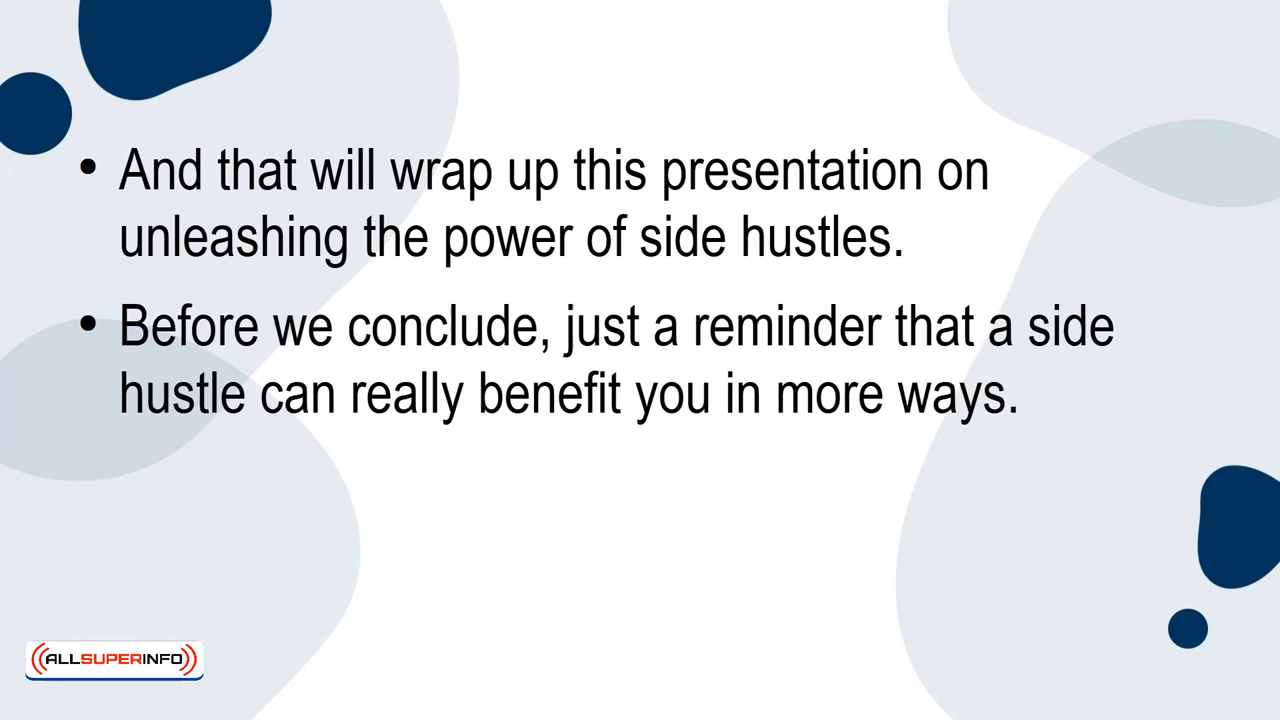 • And that will wrap up this presentation on
unleashing the power of side hustles.
• Before we conclude, just a reminder that a side
hustle can really benefit you in more ways.
ALLSUPERINFO